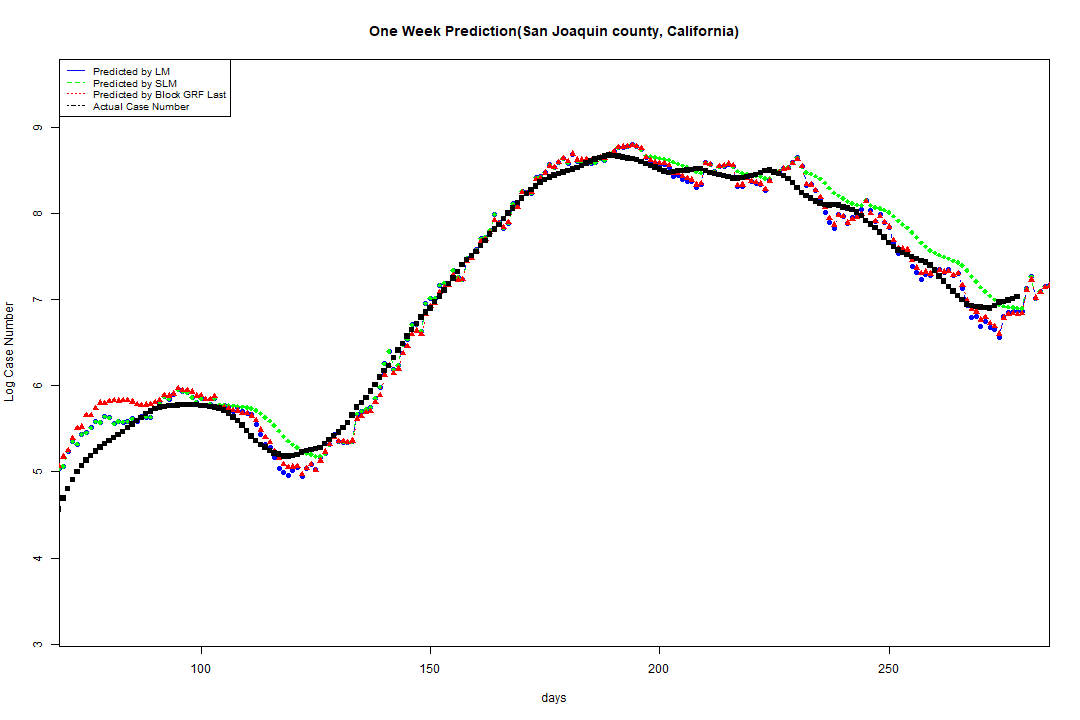 One Week Prediction(San Joaquin county, California)
Predicted by LM
Predicted by SLM
Predicted by Block GRF Last
Actual Case Number
Log Case Number
9
8
7
6
5
4
3
100 150 200 250
days